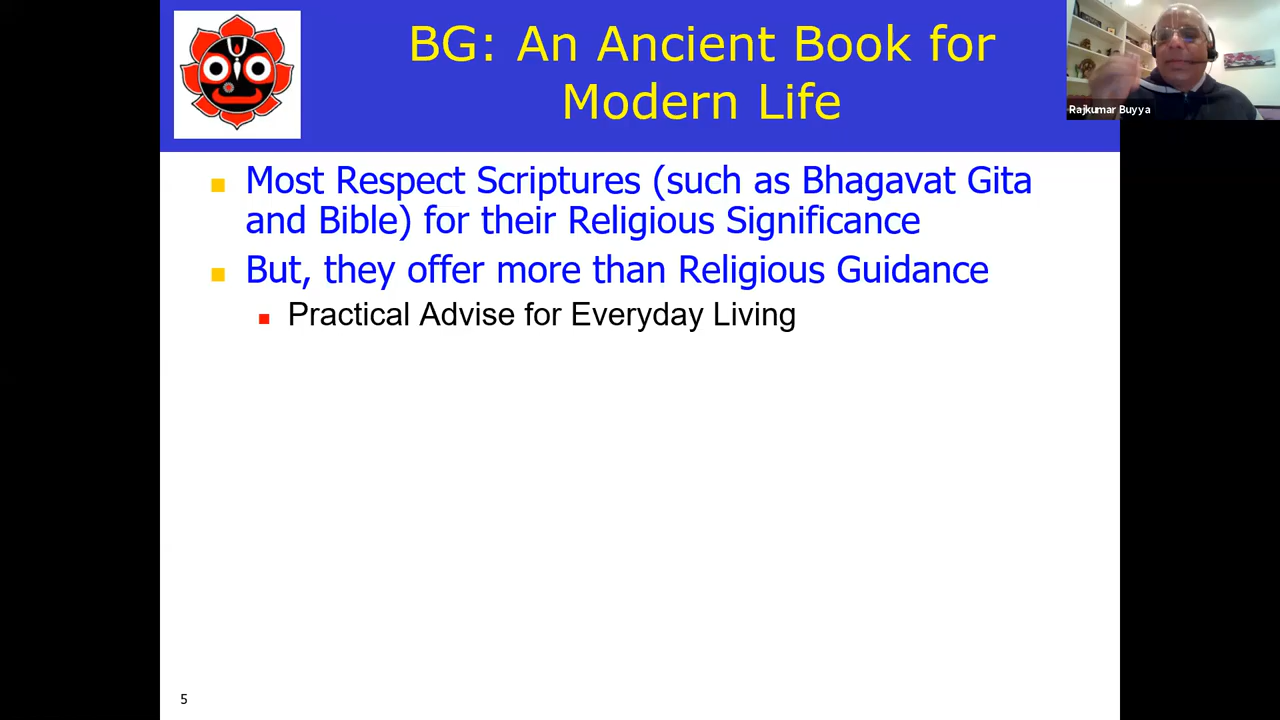 BG: An Ancient Book for
Modern Life
Rajkumar Buyya
Most Respect Scriptures (such as Bhagavat Gita
and Bible) for their Religious Significance
But, they offer more than Religious Guidance
Practical Advise for Everyday Living
5